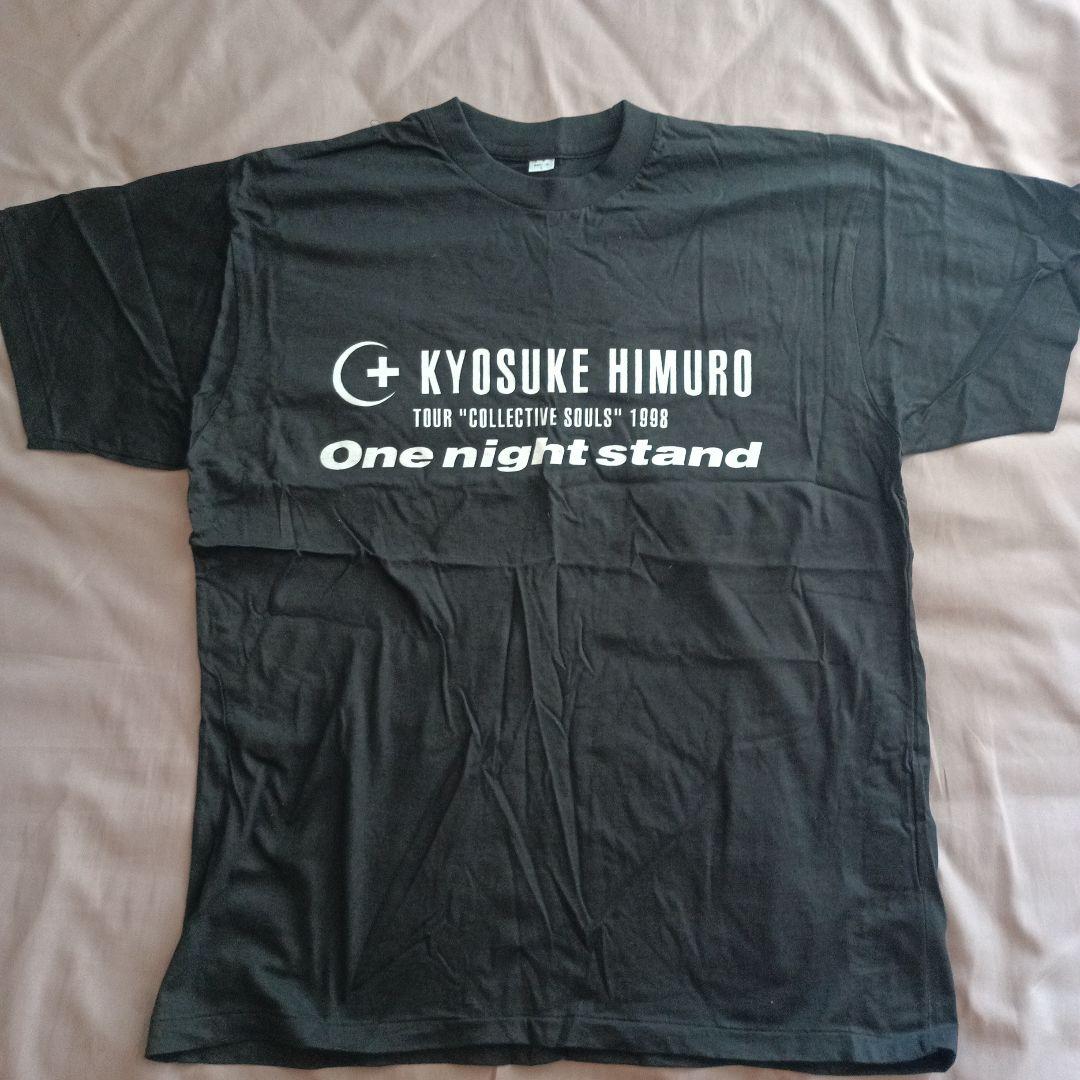 KYOSUKE HIMURO
TOUR "COLLECTIVE SOULS" 1998
One night stand